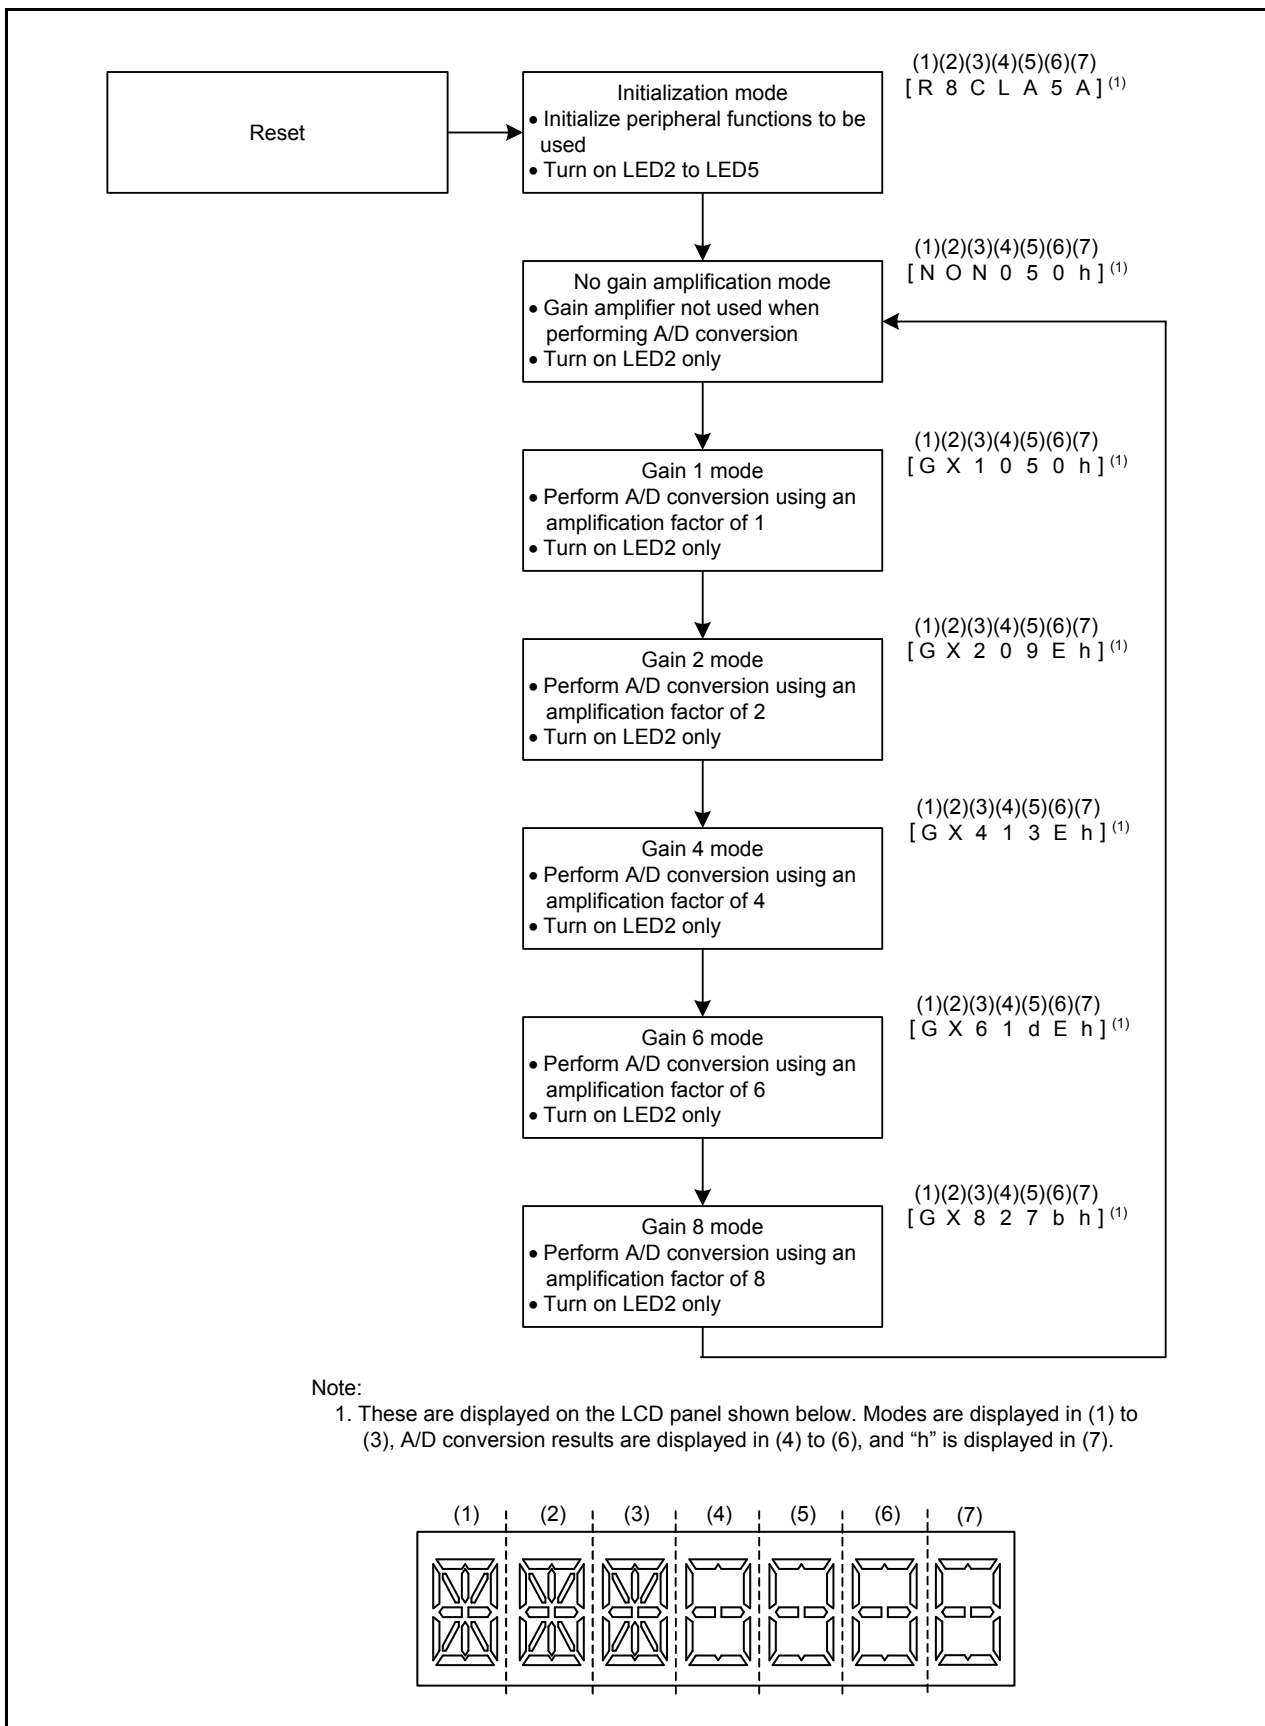 Reset
Initialization mode
• Initialize peripheral functions to be
used
• Turn on LED2 to LED5
(1)(2)(3)(4)(5)(6)(7)
[ R 8 C L A 5 A ] (1)
No gain amplification mode
• Gain amplifier not used when
performing A/D conversion
• Turn on LED2 only
(1)(2)(3)(4)(5)(6)(7)
[ N O N 0 5 0 h ] (1)
Gain 1 mode
• Perform A/D conversion using an
amplification factor of 1
• Turn on LED2 only
(1)(2)(3)(4)(5)(6)(7)
[ G X 1 0 5 0 h ] (1)
Gain 2 mode
• Perform A/D conversion using an
amplification factor of 2
• Turn on LED2 only
(1)(2)(3)(4)(5)(6)(7)
[ G X 2 0 9 E h ] (1)
Gain 4 mode
• Perform A/D conversion using an
amplification factor of 4
• Turn on LED2 only
(1)(2)(3)(4)(5)(6)(7)
[ G X 4 1 3 E h ] (1)
Gain 6 mode
• Perform A/D conversion using an
amplification factor of 6
• Turn on LED2 only
(1)(2)(3)(4)(5)(6)(7)
[ G X 6 1 d E h ] (1)
Gain 8 mode
• Perform A/D conversion using an
amplification factor of 8
• Turn on LED2 only
(1)(2)(3)(4)(5)(6)(7)
[ G X 8 2 7 b h ] (1)
Note:
1. These are displayed on the LCD panel shown below. Modes are displayed in (1) to
(3), A/D conversion results are displayed in (4) to (6), and “h” is displayed in (7).
(1) (2) (3) (4) (5) (6) (7)